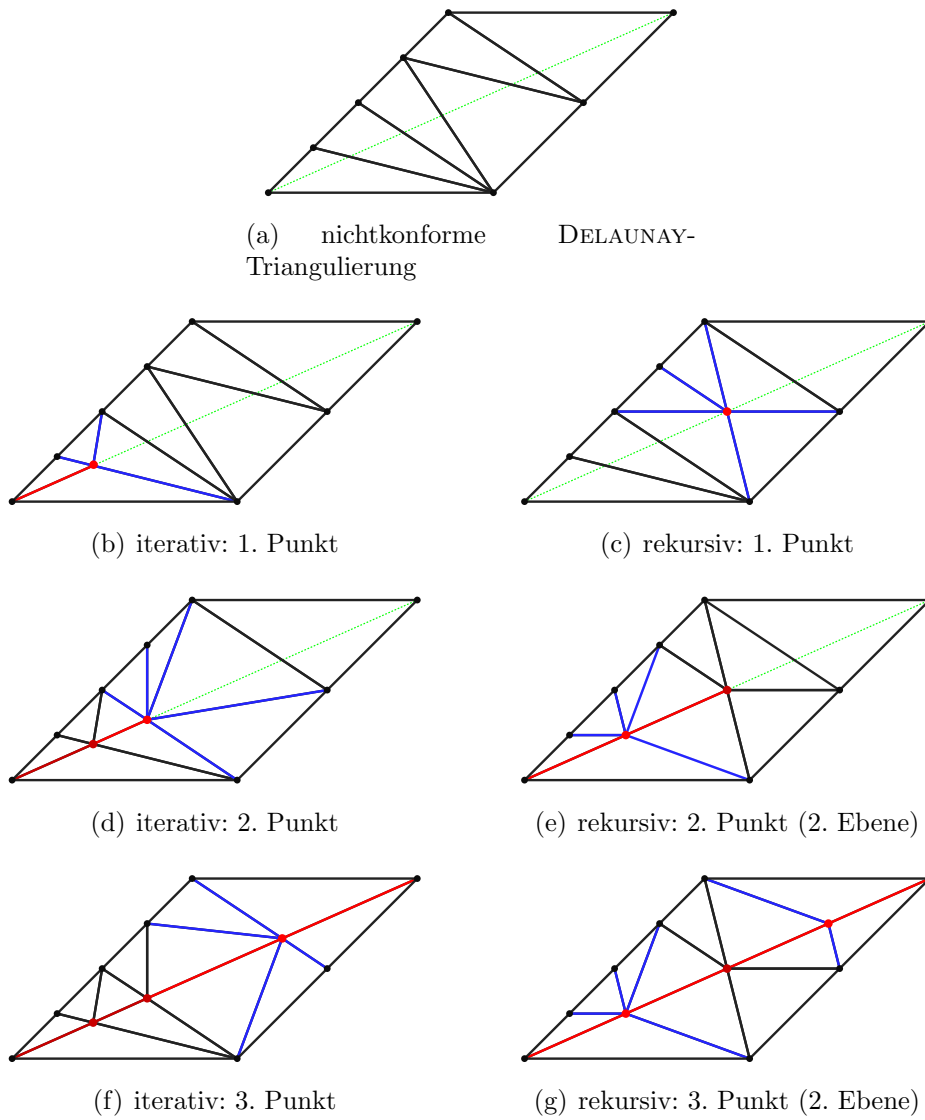 (a) nichtkonforme DELAUNAY-
Triangulierung
(b) iterativ: 1. Punkt
(c) rekursiv: 1. Punkt
(d) iterativ: 2. Punkt
(e) rekursiv: 2. Punkt (2. Ebene)
(f) iterativ: 3. Punkt
(g) rekursiv: 3. Punkt (2. Ebene)